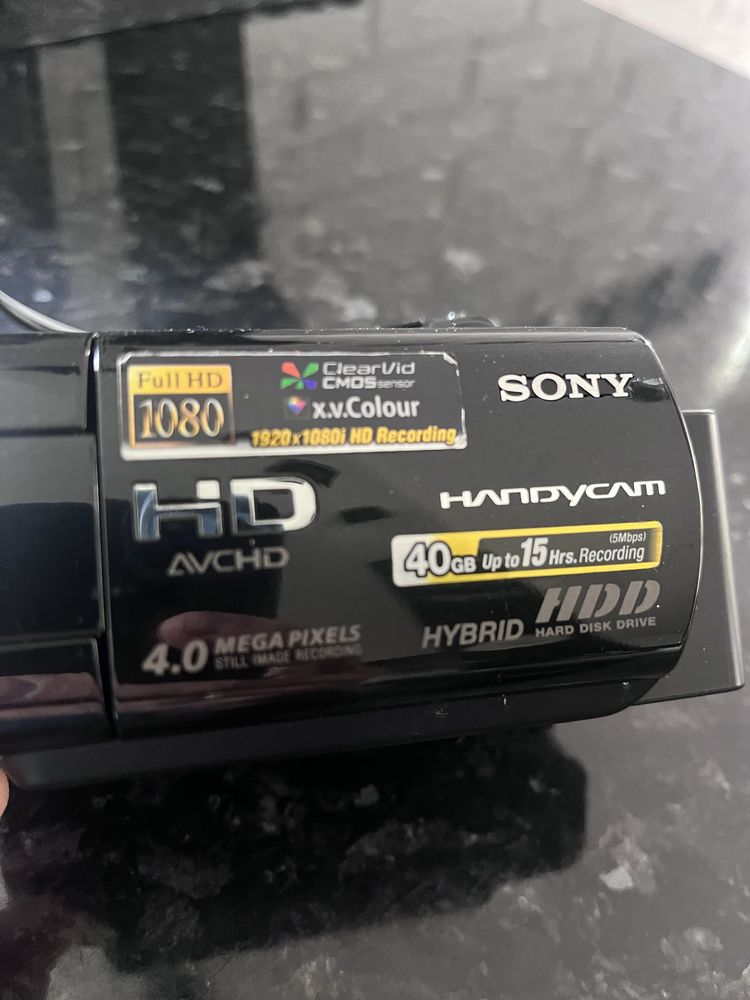 Full HD
1080
ClearVid
CMOS sensor
x.v.Colour
1920x1080i HD Recording
SONY
HD
AVCHD
HANDYCAM
(5Mbps)
40GB Up to 15 Hrs. Recording
4.0 MEGA PIXELS
STILL IMAGE RECORDING
HYBRID HDD
HARD DISK DRIVE